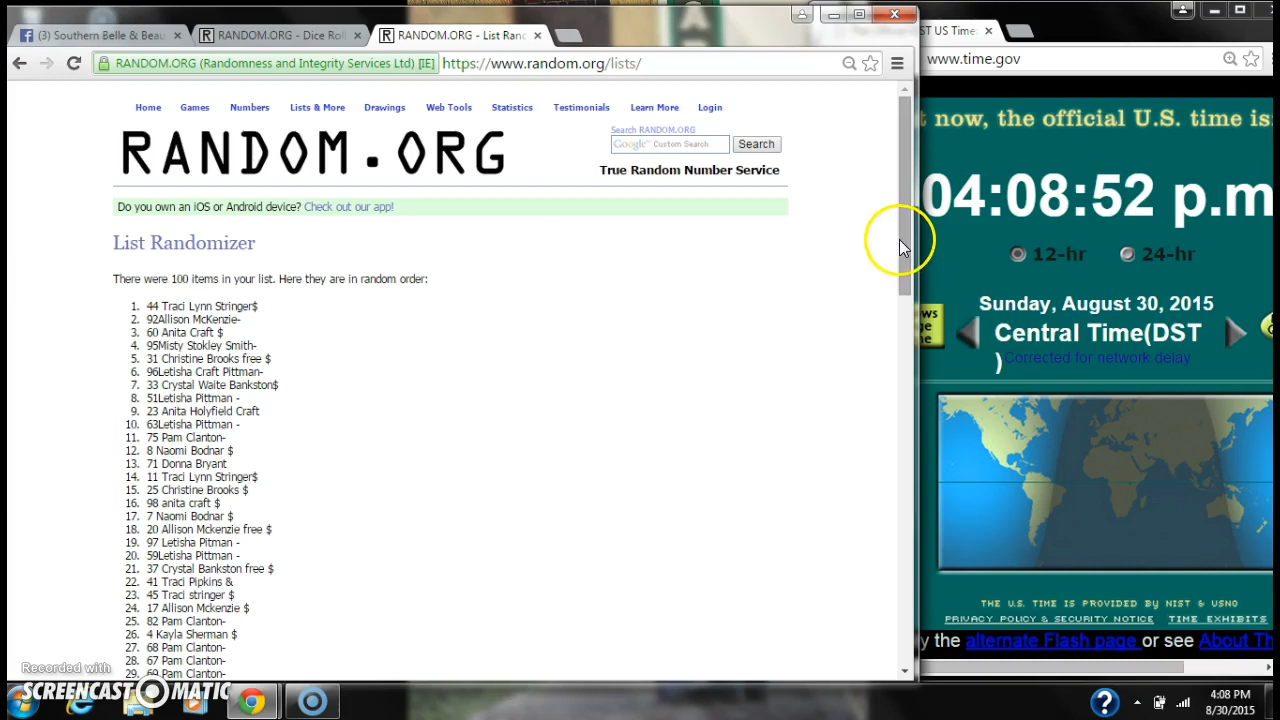 (3) Southern Belle & Beau
RANDOM.ORG - Dice Roll
RANDOM.ORG - List Ran
ST US Time
RANDOM.ORG (Randomness and Integrity Services Ltd) [IE]
https://www.random.org/lists/
www.time.gov
Home Games Numbers Lists & More Drawings Web Tools Statistics Testimonials Learn More Login
RANDOM.ORG
Search RANDOM.ORG
Google™ Custom Search
Search
True Random Number Service
Do you own an iOS or Android device? Check out our app!
List Randomizer
There were 100 items in your list. Here they are in random order:
1. 44 Traci Lynn Stringer$
2. 92Allison McKenzie-
3. 60 Anita Craft $
4. 95Misty Stokley Smith-
5. 31 Christine Brooks free $
6. 96Letisha Craft Pittman-
7. 33 Crystal Waite Bankston$
8. 51Letisha Pittman -
9. 23 Anita Holyfield Craft
10. 63Letisha Pittman -
11. 75 Pam Clanton-
12. 8 Naomi Bodnar $
13. 71 Donna Bryant
14. 11 Traci Lynn Stringer$
15. 25 Christine Brooks $
16. 98 anita craft $
17. 7 Naomi Bodnar $
18. 20 Allison Mckenzie free $
19. 97 Letisha Pittman -
20. 59Letisha Pittman -
21. 37 Crystal Bankston free $
22. 41 Traci Pipkins &
23. 45 Traci stringer $
24. 17 Allison Mckenzie $
25. 82 Pam Clanton-
26. 4 Kayla Sherman $
27. 68 Pam Clanton-
28. 67 Pam Clanton-
29. 69 Pam Clanton-
t now, the official U.S. time is:
04:08:52 p.m
12-hr 24-hr
Sunday, August 30, 2015
Central Time(DST
)
Corrected for network delay
THE U.S. TIME IS PROVIDED BY NIST & USNO
PRIVACY POLICY & SECURITY NOTICE TIME EXHIBITS
y the alternate Flash page or see About Th
Recorded with
SCREENCAST-O-MATIC
4:08 PM
8/30/2015